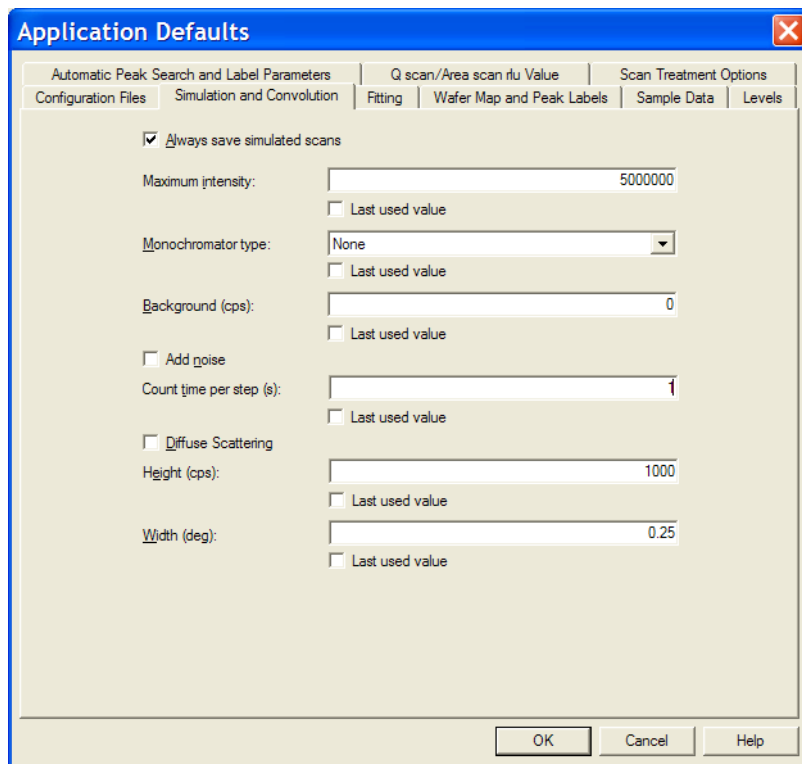 Application Defaults
Automatic Peak Search and Label Parameters Q scan/Area scan rlu Value Scan Treatment Options
Configuration Files Simulation and Convolution Fitting Wafer Map and Peak Labels Sample Data Levels
Always save simulated scans
Maximum intensity: 5000000
Last used value
Monochromator type: None
Last used value
Background (cps): 0
Last used value
Add noise
Count time per step (s): 1
Last used value
Diffuse Scattering
Height (cps): 1000
Last used value
Width (deg): 0.25
Last used value
OK Cancel Help